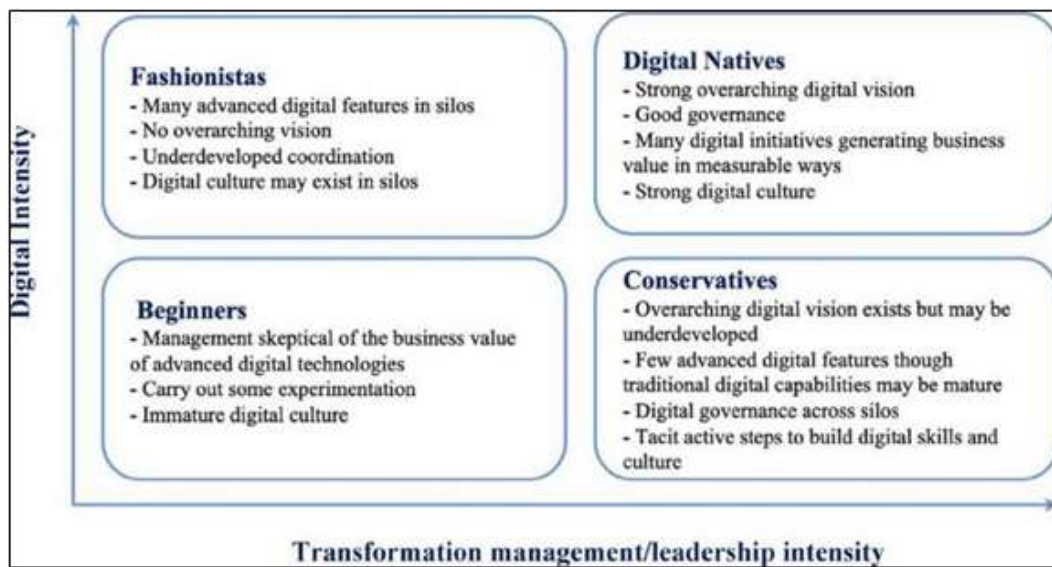 Digital Intensity
Fashionistas
- Many advanced digital features in silos
- No overarching vision
- Underdeveloped coordination
- Digital culture may exist in silos
Digital Natives
- Strong overarching digital vision
- Good governance
- Many digital initiatives generating business
value in measurable ways
- Strong digital culture
Beginners
- Management skeptical of the business value
of advanced digital technologies
- Carry out some experimentation
- Immature digital culture
Conservatives
- Overarching digital vision exists but may be
underdeveloped
- Few advanced digital features though
traditional digital capabilities may be mature
- Digital governance across silos
- Tacit active steps to build digital skills and
culture
Transformation management/leadership intensity